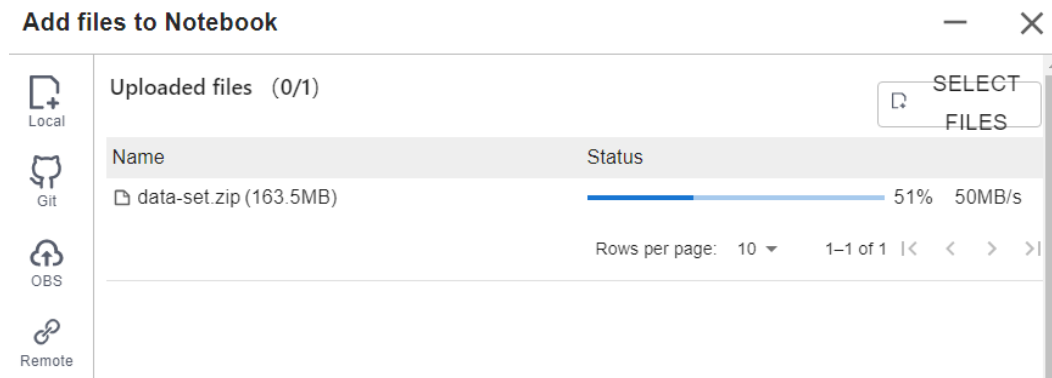 Add files to Notebook
Local
Git
OBS
Remote
Uploaded files (0/1)
SELECT
FILES
Name Status
data-set.zip (163.5MB) 51% 50MB/s
Rows per page: 10 1–1 of 1